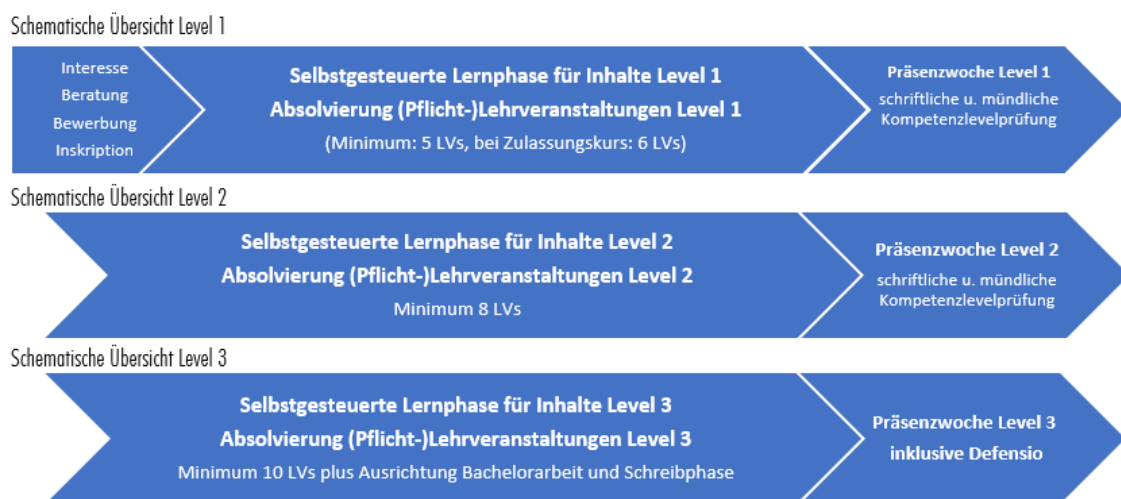 Schematische Übersicht Level 1
Interesse
Beratung
Bewerbung
Inskription
Selbstgesteuerte Lernphase für Inhalte Level 1
Absolvierung (Pflicht-)Lehrveranstaltungen Level 1
(Minimum: 5 LVs, bei Zulassungskurs: 6 LVs)
Präsenzwoche Level 1
schriftliche u. mündliche
Kompetenzlevelprüfung
Schematische Übersicht Level 2
Selbstgesteuerte Lernphase für Inhalte Level 2
Absolvierung (Pflicht-)Lehrveranstaltungen Level 2
Minimum 8 LVs
Präsenzwoche Level 2
schriftliche u. mündliche
Kompetenzlevelprüfung
Schematische Übersicht Level 3
Selbstgesteuerte Lernphase für Inhalte Level 3
Absolvierung (Pflicht-)Lehrveranstaltungen Level 3
Minimum 10 LVs plus Ausrichtung Bachelorarbeit und Schreibphase
Präsenzwoche Level 3
inklusive Defensio